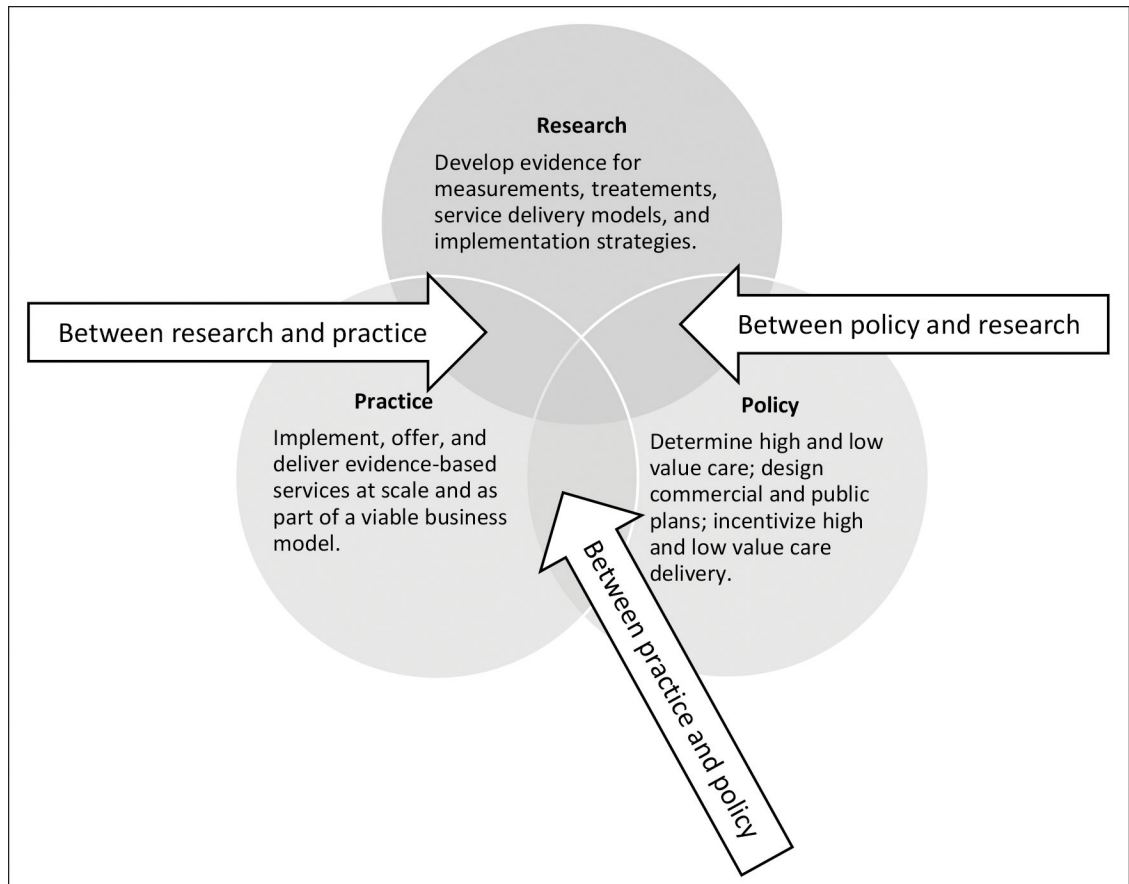 Research
Develop evidence for
measurements, treatements,
service delivery models, and
implementation strategies.
Between research and practice
Between policy and research
Practice
Implement, offer, and
deliver evidence-based
services at scale and as
part of a viable business
model.
Policy
Determine high and low
value care; design
commercial and public
plans; incentivize high
and low value care
delivery.
Between practice and policy